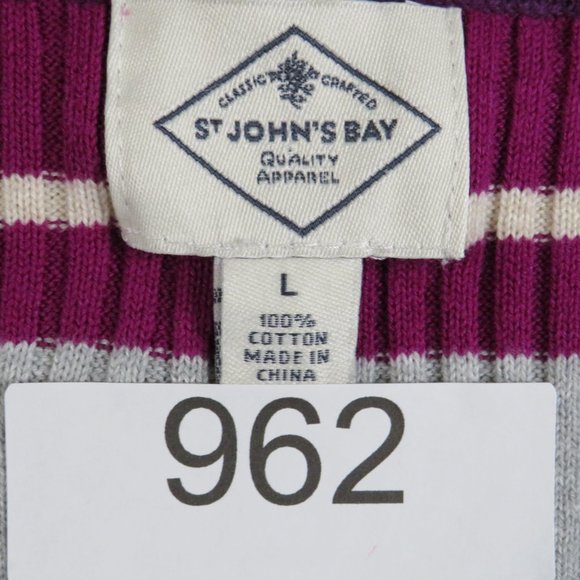 CLASSIC CRAFTED
ST JOHN'S BAY
QUALITY
APPAREL
L
100%
COTTON
MADE IN
CHINA
962